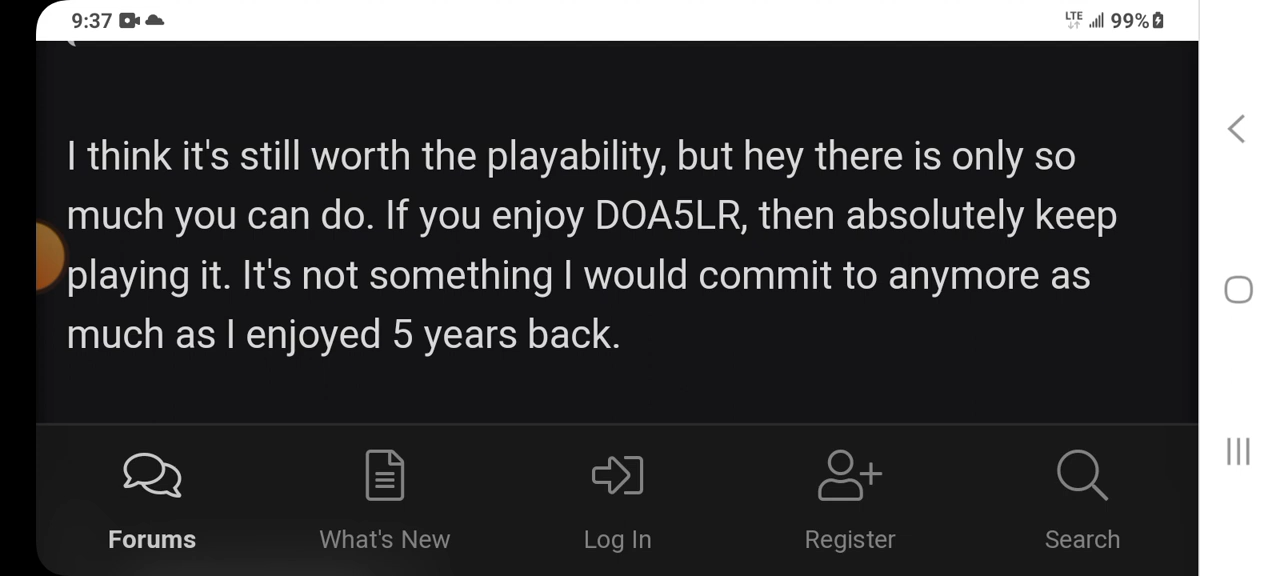 9:37
LTE
99%
I think it's still worth the playability, but hey there is only so
much you can do. If you enjoy DOA5LR, then absolutely keep
playing it. It's not something I would commit to anymore as
much as I enjoyed 5 years back.
Forums
What's New
Log In
Register
Search